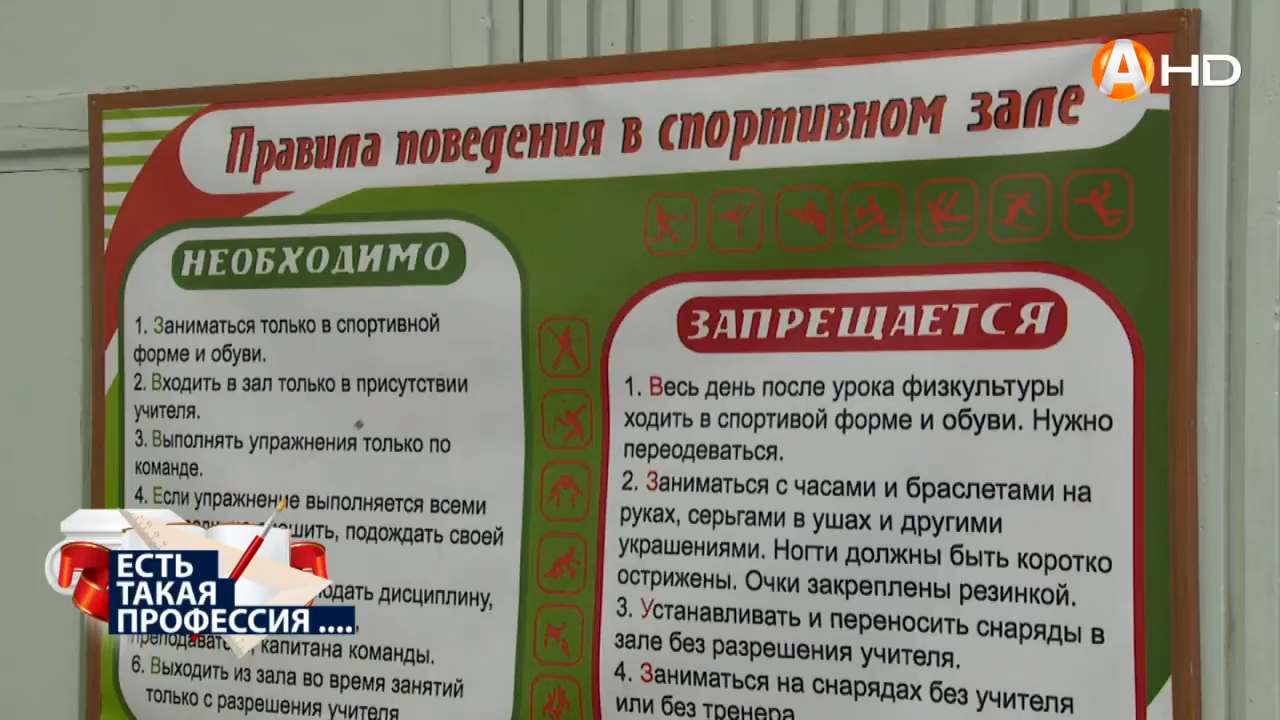 А HD
Правила поведения в спортивном зале
НЕОБХОДИМО
1. Заниматься только в спортивной
форме и обуви.
2. Входить в зал только в присутствии
учителя.
3. Выполнять упражнения только по
команде.
4. Если упражнение выполняется всеми
подождать своей
дисциплину,
капитана команды.
6. Выходить из зала во время занятий
только с разрешения учителя
ЗАПРЕЩАЕТСЯ
1. Весь день после урока физкультуры
ходить в спортивой форме и обуви. Нужно
переодеваться.
2. Заниматься с часами и браслетами на
руках, серьгами в ушах и другими
украшениями. Ногти должны быть коротко
острижены. Очки закреплены резинкой.
3. Устанавливать и переносить снаряды в
зале без разрешения учителя.
4. Заниматься на снарядах без учителя
или без тренера
ЕСТЬ
ТАКАЯ
ПРОФЕССИЯ ....